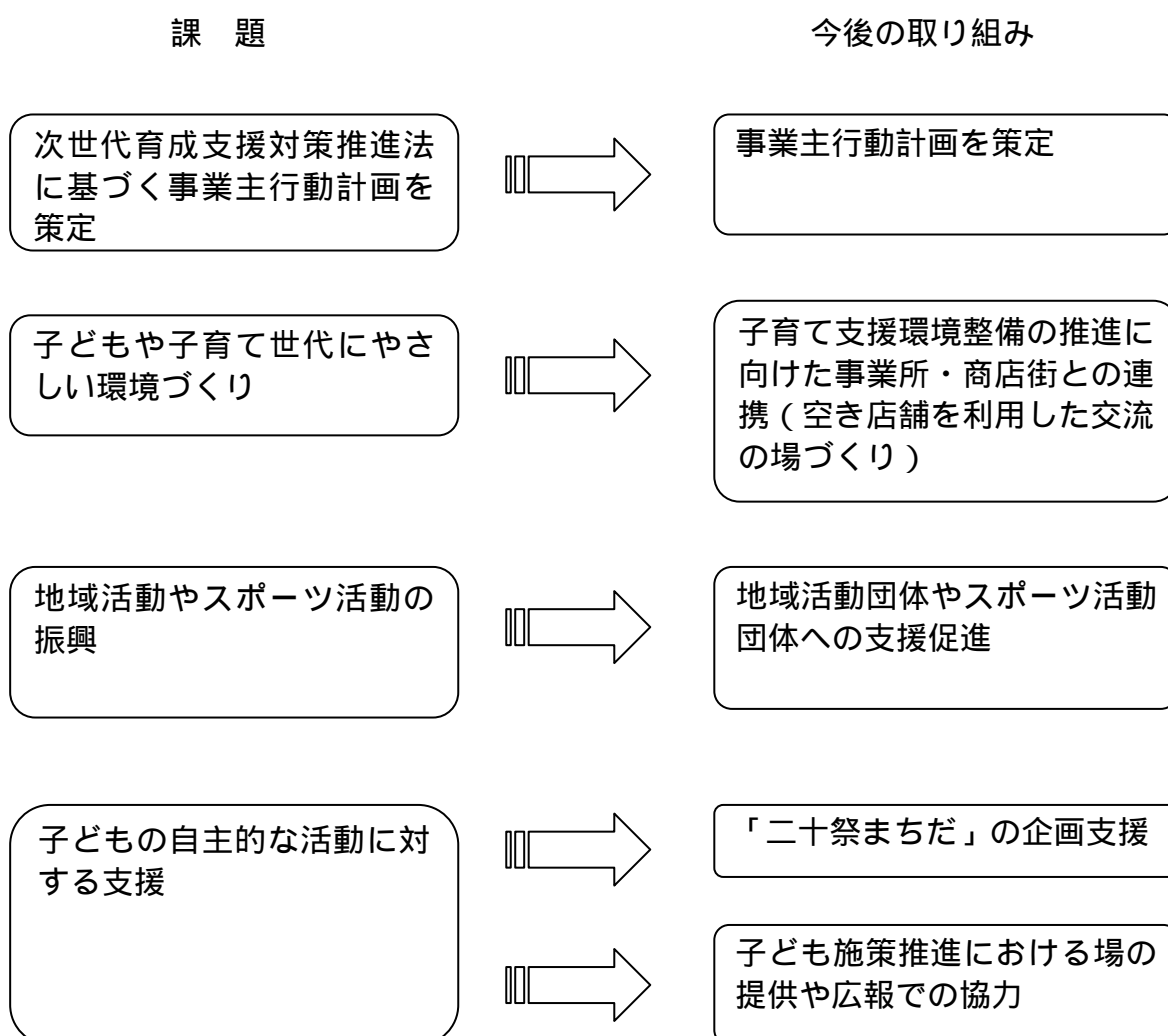 課　題
今後の取り組み
次世代育成支援対策推進法
に基づく事業主行動計画を
策定
事業主行動計画を策定
子どもや子育て世代にやさ
しい環境づくり
子育て支援環境整備の推進に
向けた事業所・商店街との連
携（空き店舗を利用した交流
の場づくり）
地域活動やスポーツ活動の
振興
地域活動団体やスポーツ活動
団体への支援促進
子どもの自主的な活動に対
する支援
「二十祭まちだ」の企画支援
子ども施策推進における場の
提供や広報での協力